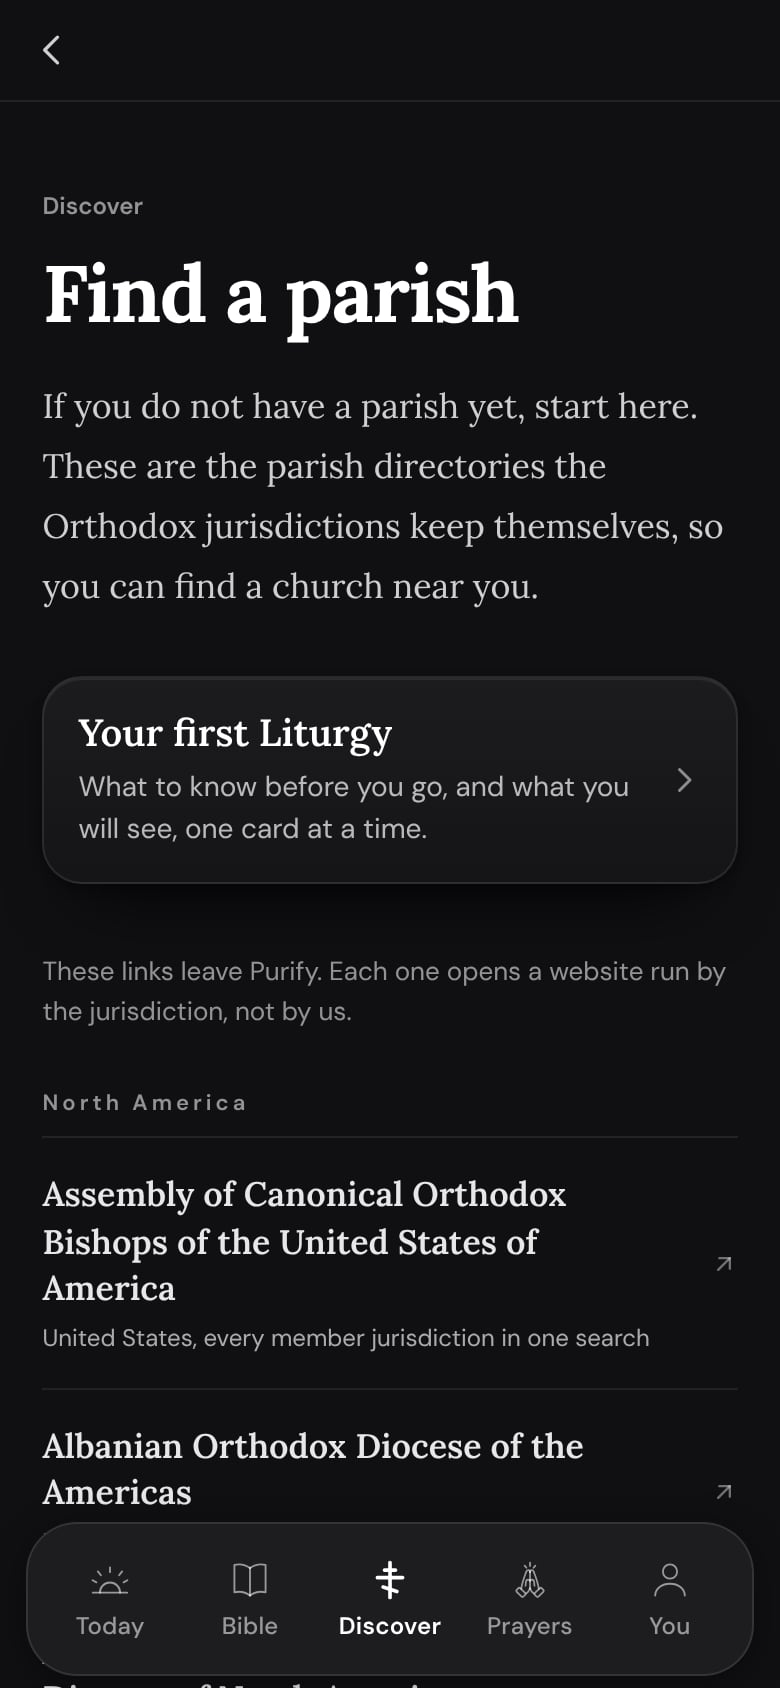 Discover
Find a parish
If you do not have a parish yet, start here.
These are the parish directories the
Orthodox jurisdictions keep themselves, so
you can find a church near you.
Your first Liturgy
What to know before you go, and what you
will see, one card at a time.
These links leave Purify. Each one opens a website run by
the jurisdiction, not by us.
North America
Assembly of Canonical Orthodox
Bishops of the United States of
America
United States, every member jurisdiction in one search
Albanian Orthodox Diocese of the
Americas
Today
Bible
Discover
Prayers
You